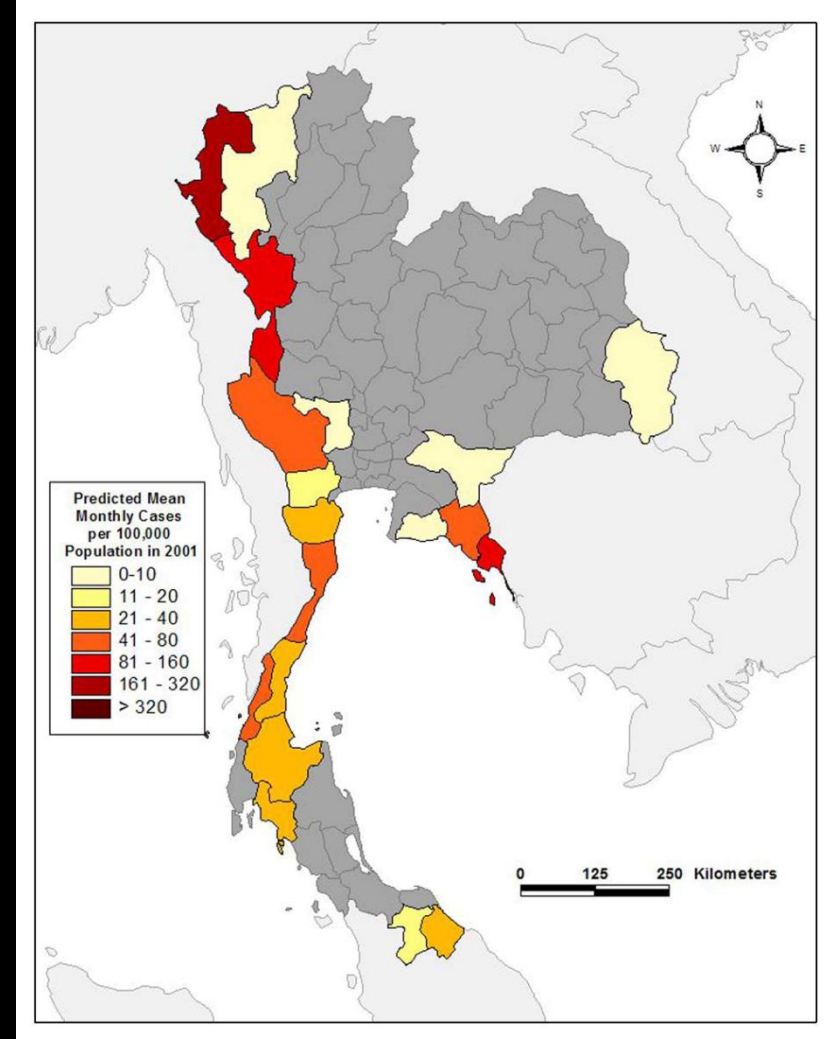 N
W E
S
Predicted Mean
Monthly Cases
per 100,000
Population in 2001
0-10
11 - 20
21 - 40
41 - 80
81 - 160
161 - 320
> 320
0 125 250 Kilometers